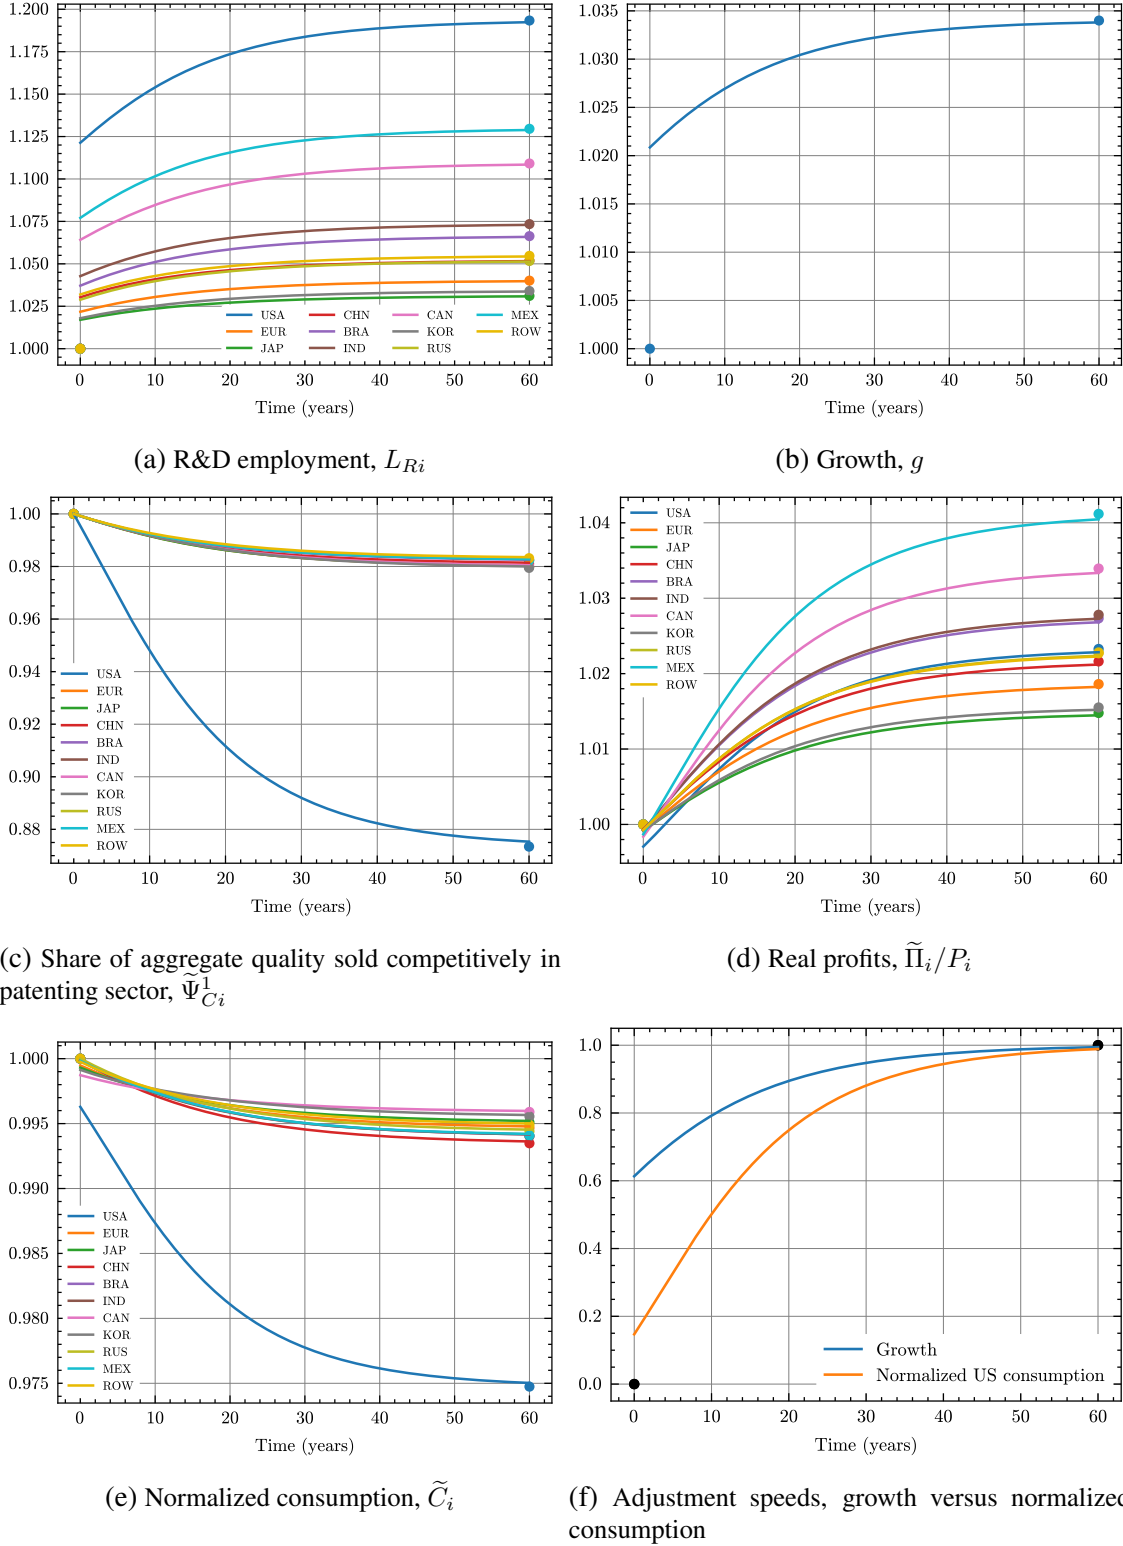 1.200
1.175
1.150
1.125
1.100
1.075
1.050
1.025
1.000
USA CHN CAN MEX
EUR BRA KOR ROW
JAP IND RUS
0 10 20 30 40 50 60
Time (years)
(a) R&D employment, L_{Ri}
1.035
1.030
1.025
1.020
1.015
1.010
1.005
1.000
0 10 20 30 40 50 60
Time (years)
(b) Growth, g
1.00
0.98
0.96
0.94
0.92
0.90
0.88
USA
EUR
JAP
CHN
BRA
IND
CAN
KOR
RUS
MEX
ROW
0 10 20 30 40 50 60
Time (years)
(c) Share of aggregate quality sold competitively in
patenting sector, \widetilde{Ψ}^1_{Ci}
1.04
1.03
1.02
1.01
1.00
USA
EUR
JAP
CHN
BRA
IND
CAN
KOR
RUS
MEX
ROW
0 10 20 30 40 50 60
Time (years)
(d) Real profits, \widetilde{Π}_i/P_i
1.000
0.995
0.990
0.985
0.980
0.975
USA
EUR
JAP
CHN
BRA
IND
CAN
KOR
RUS
MEX
ROW
0 10 20 30 40 50 60
Time (years)
(e) Normalized consumption, \widetilde{C}_i
1.0
0.8
0.6
0.4
0.2
0.0
Growth
Normalized US consumption
0 10 20 30 40 50 60
Time (years)
(f) Adjustment speeds, growth versus normalized
consumption